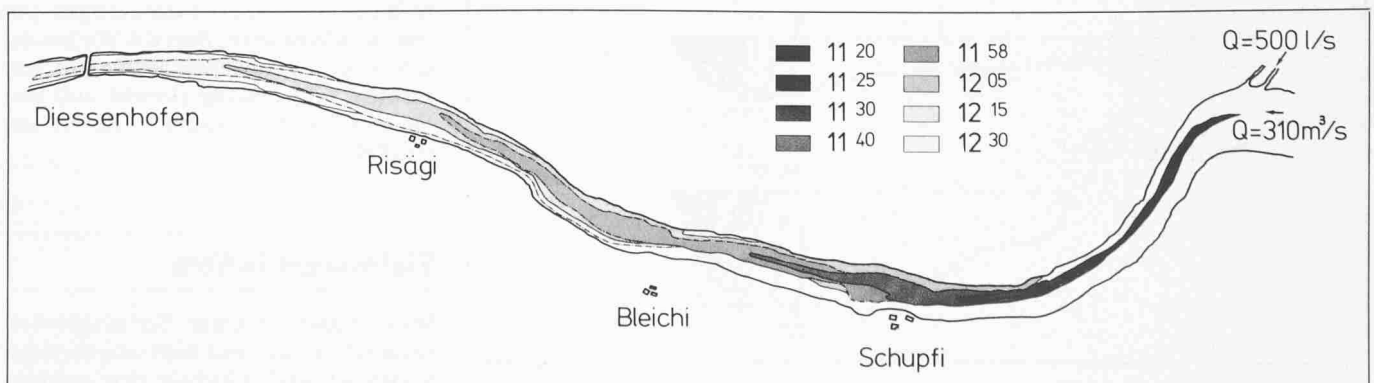 11 20
11 25
11 30
11 40
11 58
12 05
12 15
12 30
Q=500 l/s
Q=310m³/s
Diessenhofen
Risägi
Bleichi
Schupfi